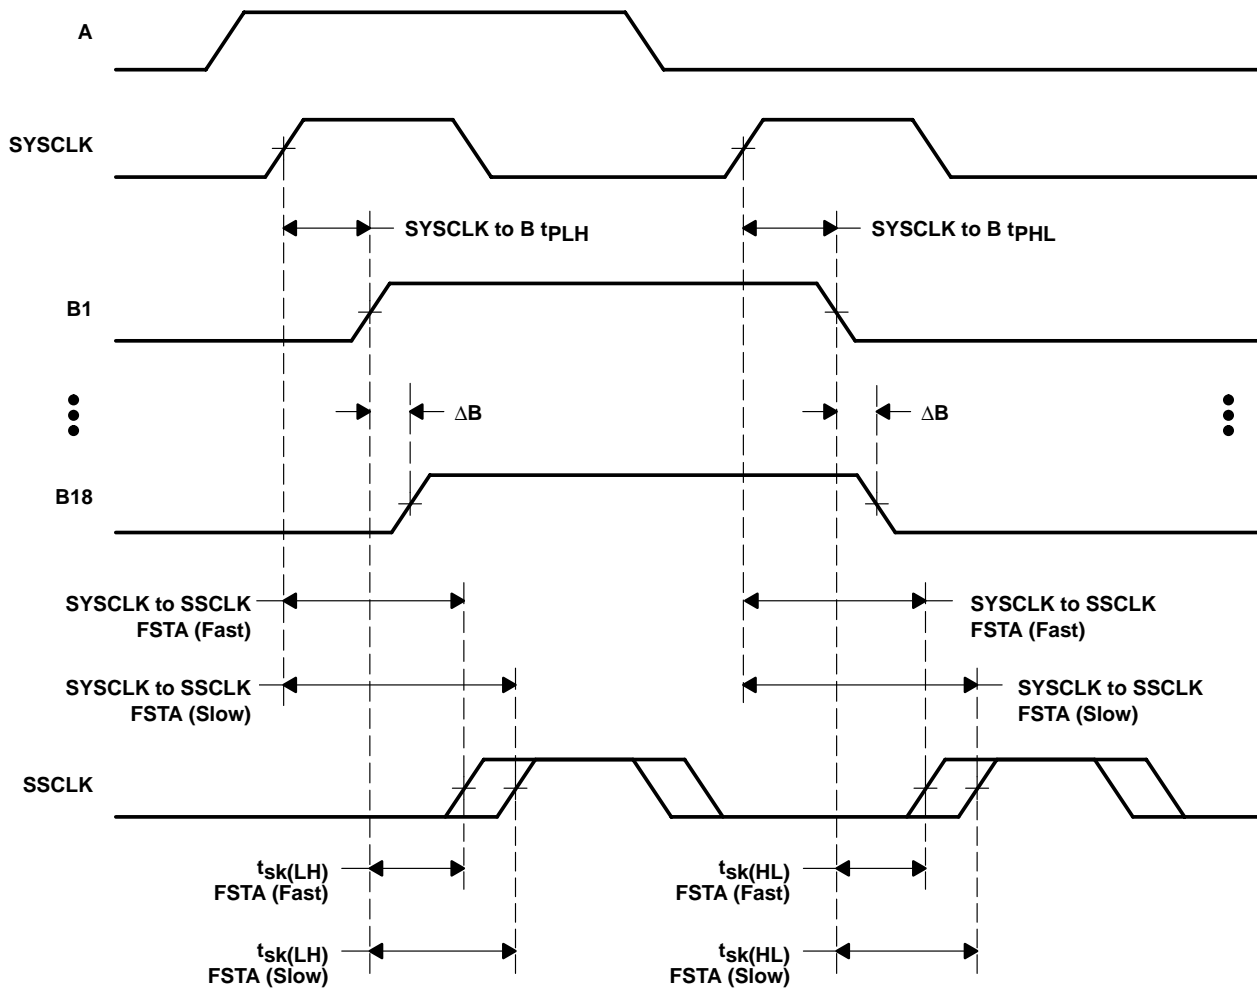 A
SYSCLK
SYSCLK to B tPLH
SYSCLK to B tPHL
B1
ΔB
ΔB
B18
SYSCLK to SSCLK
FSTA (Fast)
SYSCLK to SSCLK
FSTA (Fast)
SYSCLK to SSCLK
FSTA (Slow)
SYSCLK to SSCLK
FSTA (Slow)
SSCLK
tsk(LH)
FSTA (Fast)
tsk(HL)
FSTA (Fast)
tsk(LH)
FSTA (Slow)
tsk(HL)
FSTA (Slow)